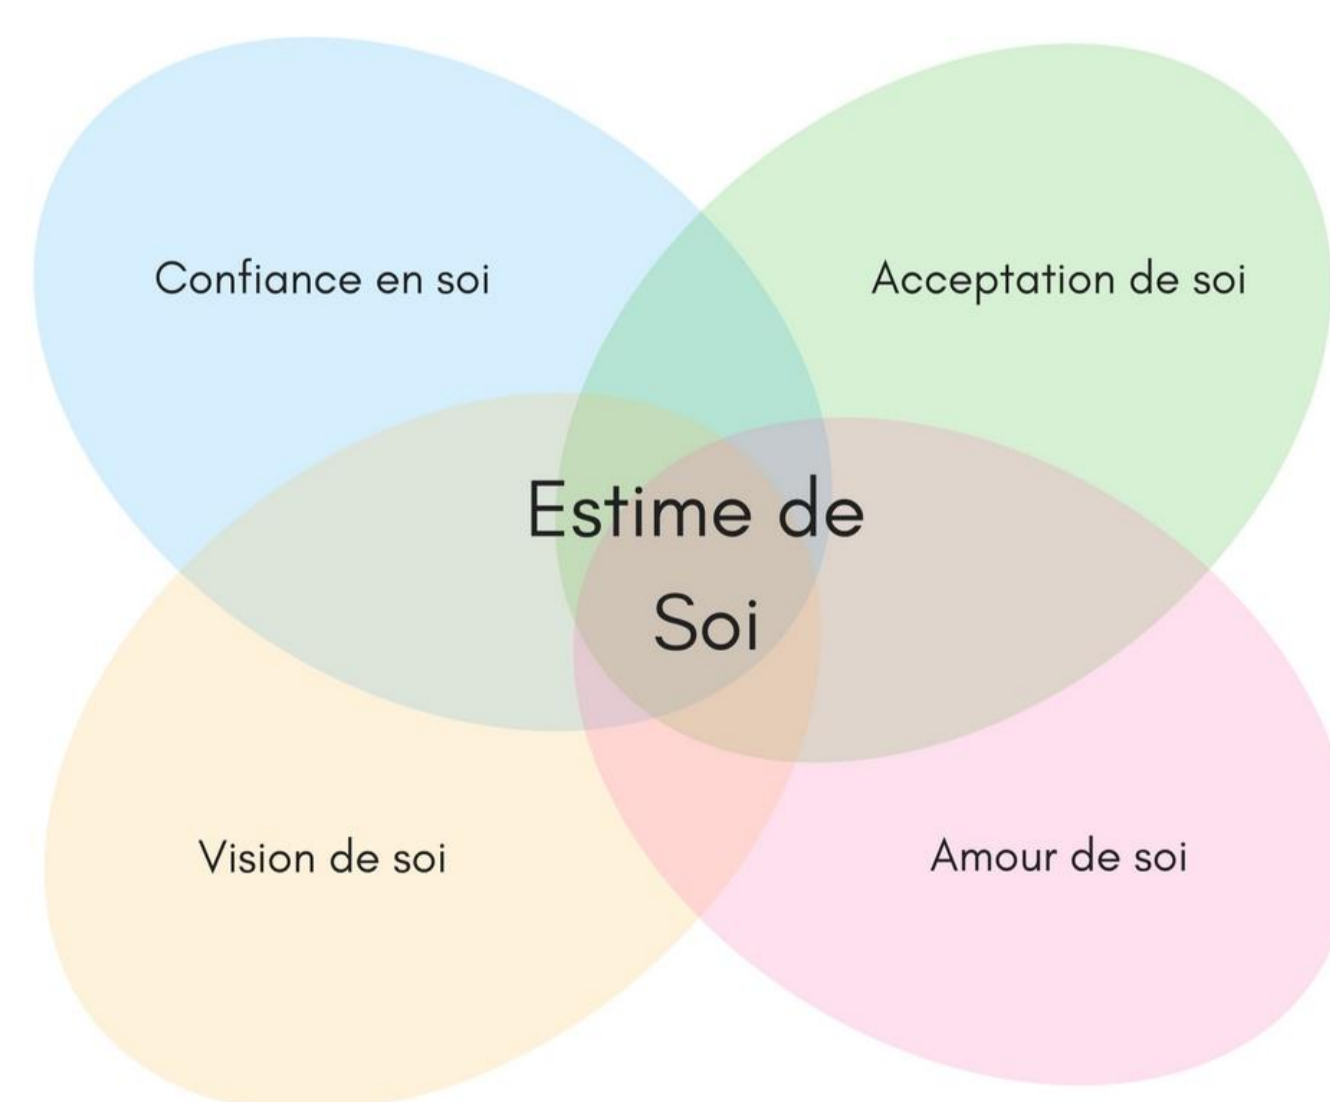 Confiance en soi
Acceptation de soi
Estime de
Soi
Vision de soi
Amour de soi